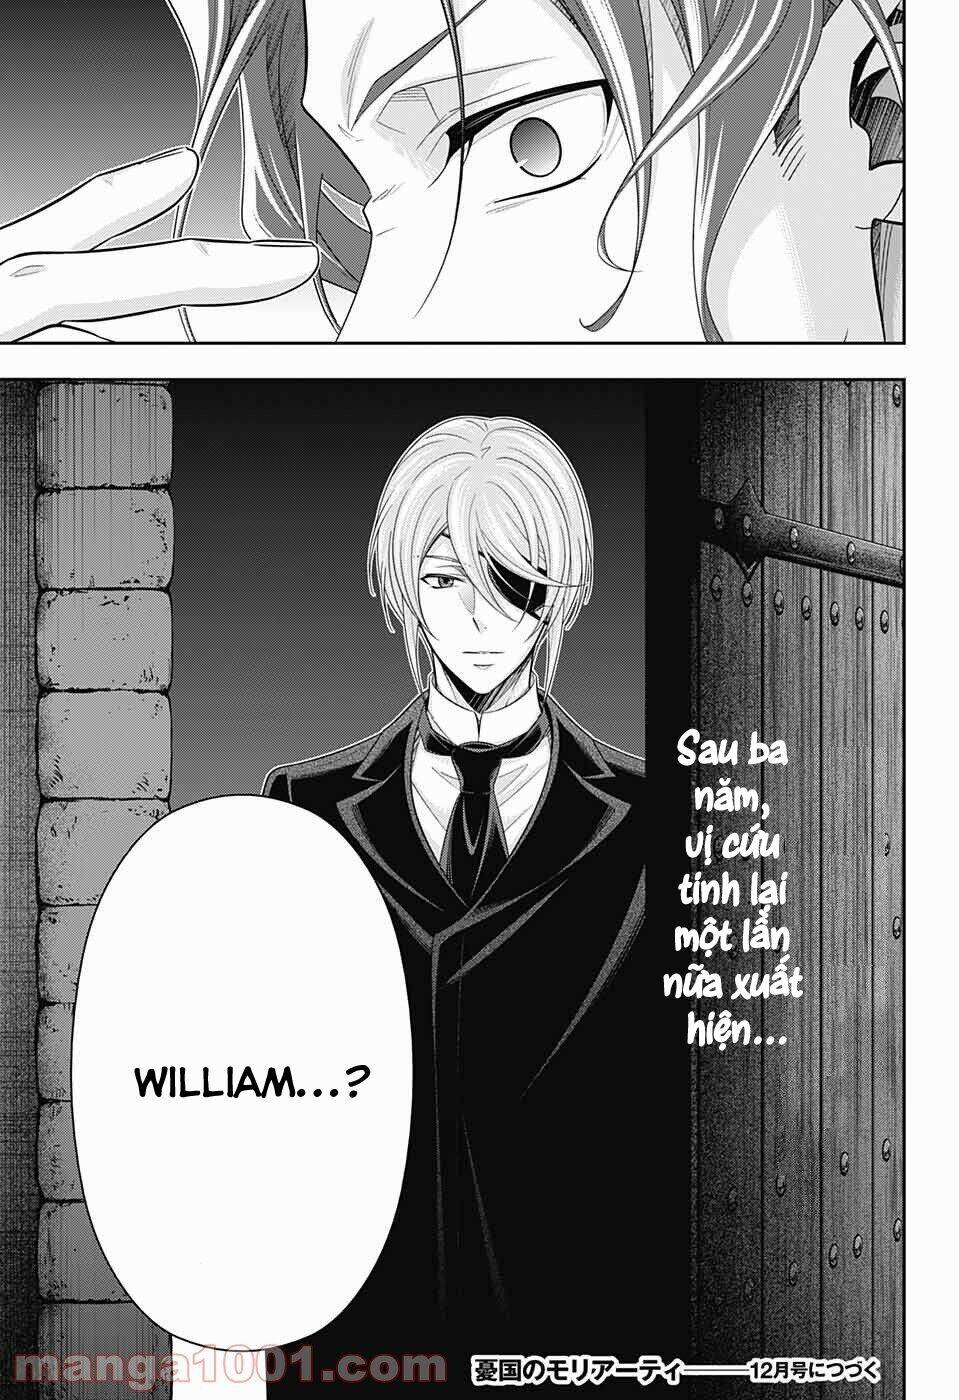 Sau ba
năm,
vị cứu
tinh lại
một lần
nữa xuất
hiện...
WILLIAM...?
憂国のモリアーティ━━━12月号につづく
manga1001.com